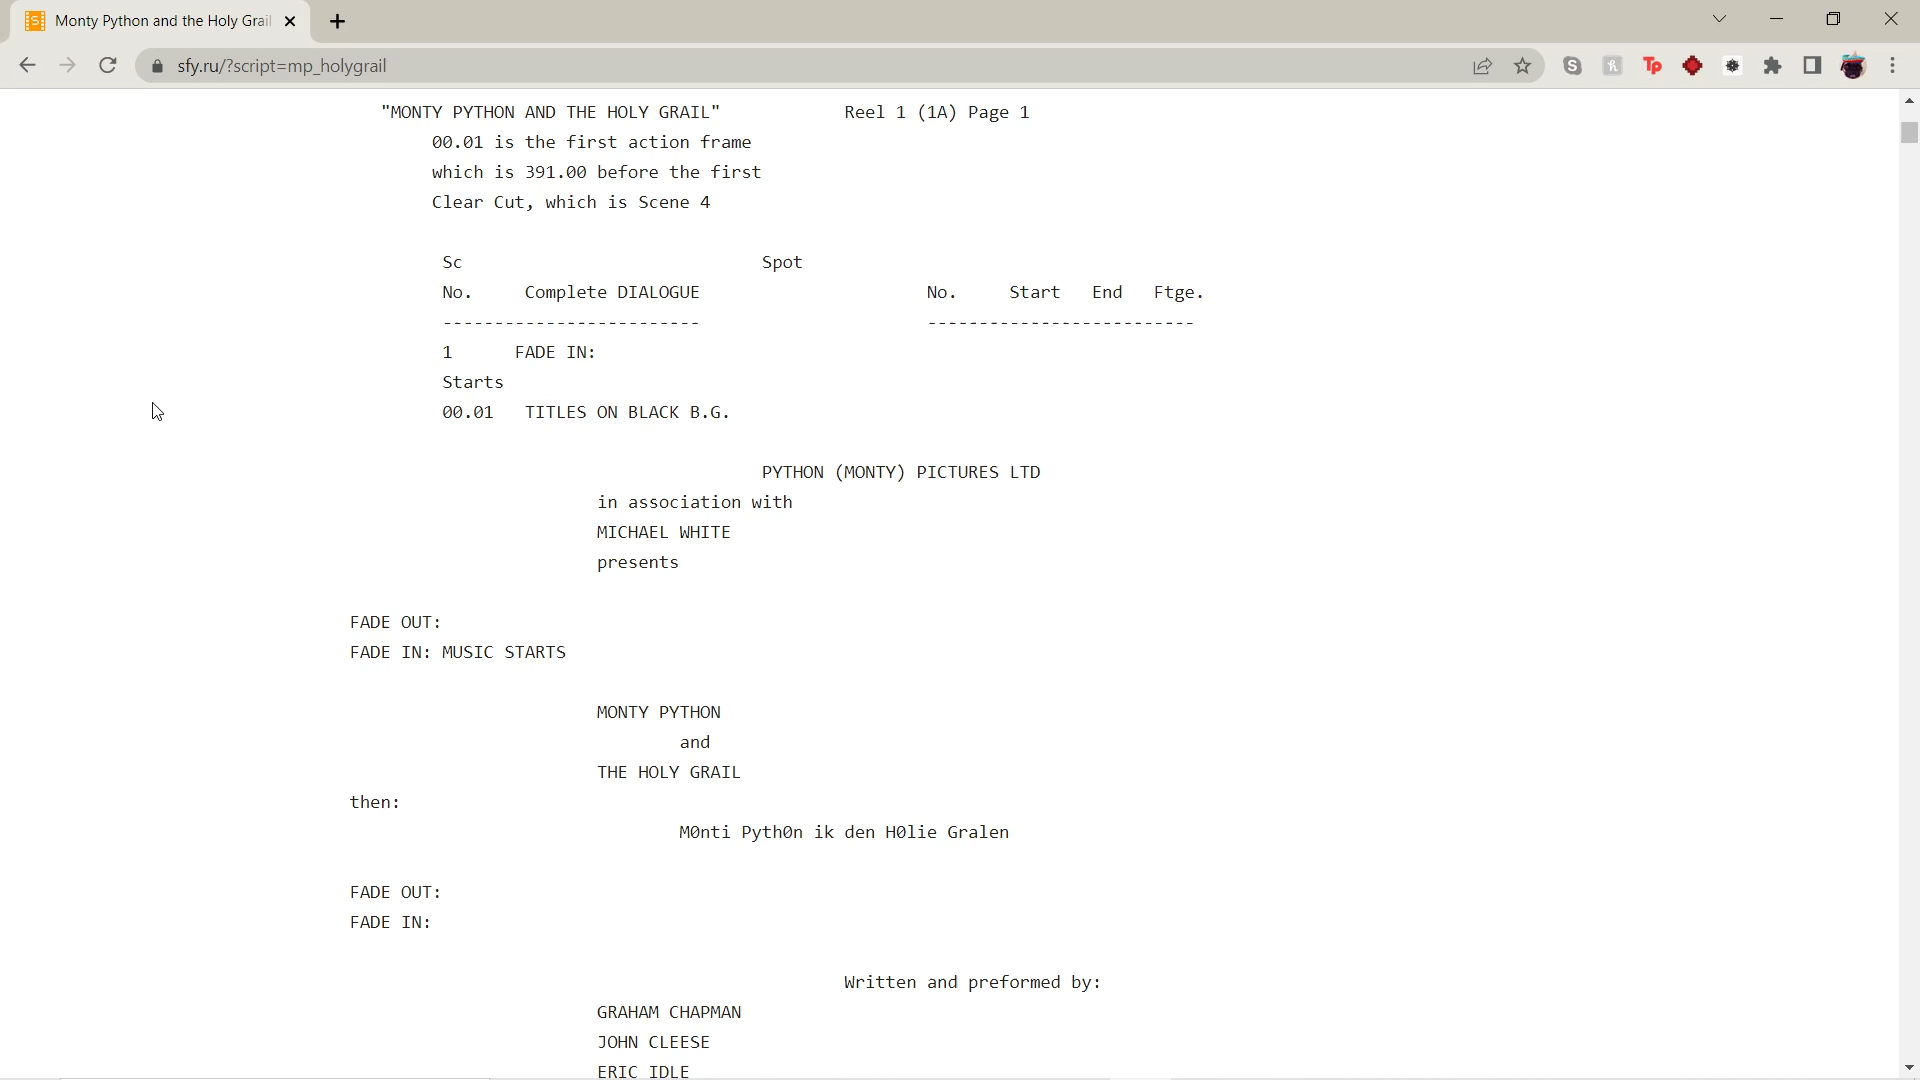 Monty Python and the Holy Grail
sfy.ru/?script=mp_holygrail
"MONTY PYTHON AND THE HOLY GRAIL" Reel 1 (1A) Page 1
00.01 is the first action frame
which is 391.00 before the first
Clear Cut, which is Scene 4
Sc Spot
No. Complete DIALOGUE No. Start End Ftge.
------------------------- --------------------------
1 FADE IN:
Starts
00.01 TITLES ON BLACK B.G.
PYTHON (MONTY) PICTURES LTD
in association with
MICHAEL WHITE
presents
FADE OUT:
FADE IN: MUSIC STARTS
MONTY PYTHON
and
THE HOLY GRAIL
then:
M0nti Pyth0n ik den H0lie Gralen
FADE OUT:
FADE IN:
Written and preformed by:
GRAHAM CHAPMAN
JOHN CLEESE
ERIC IDLE